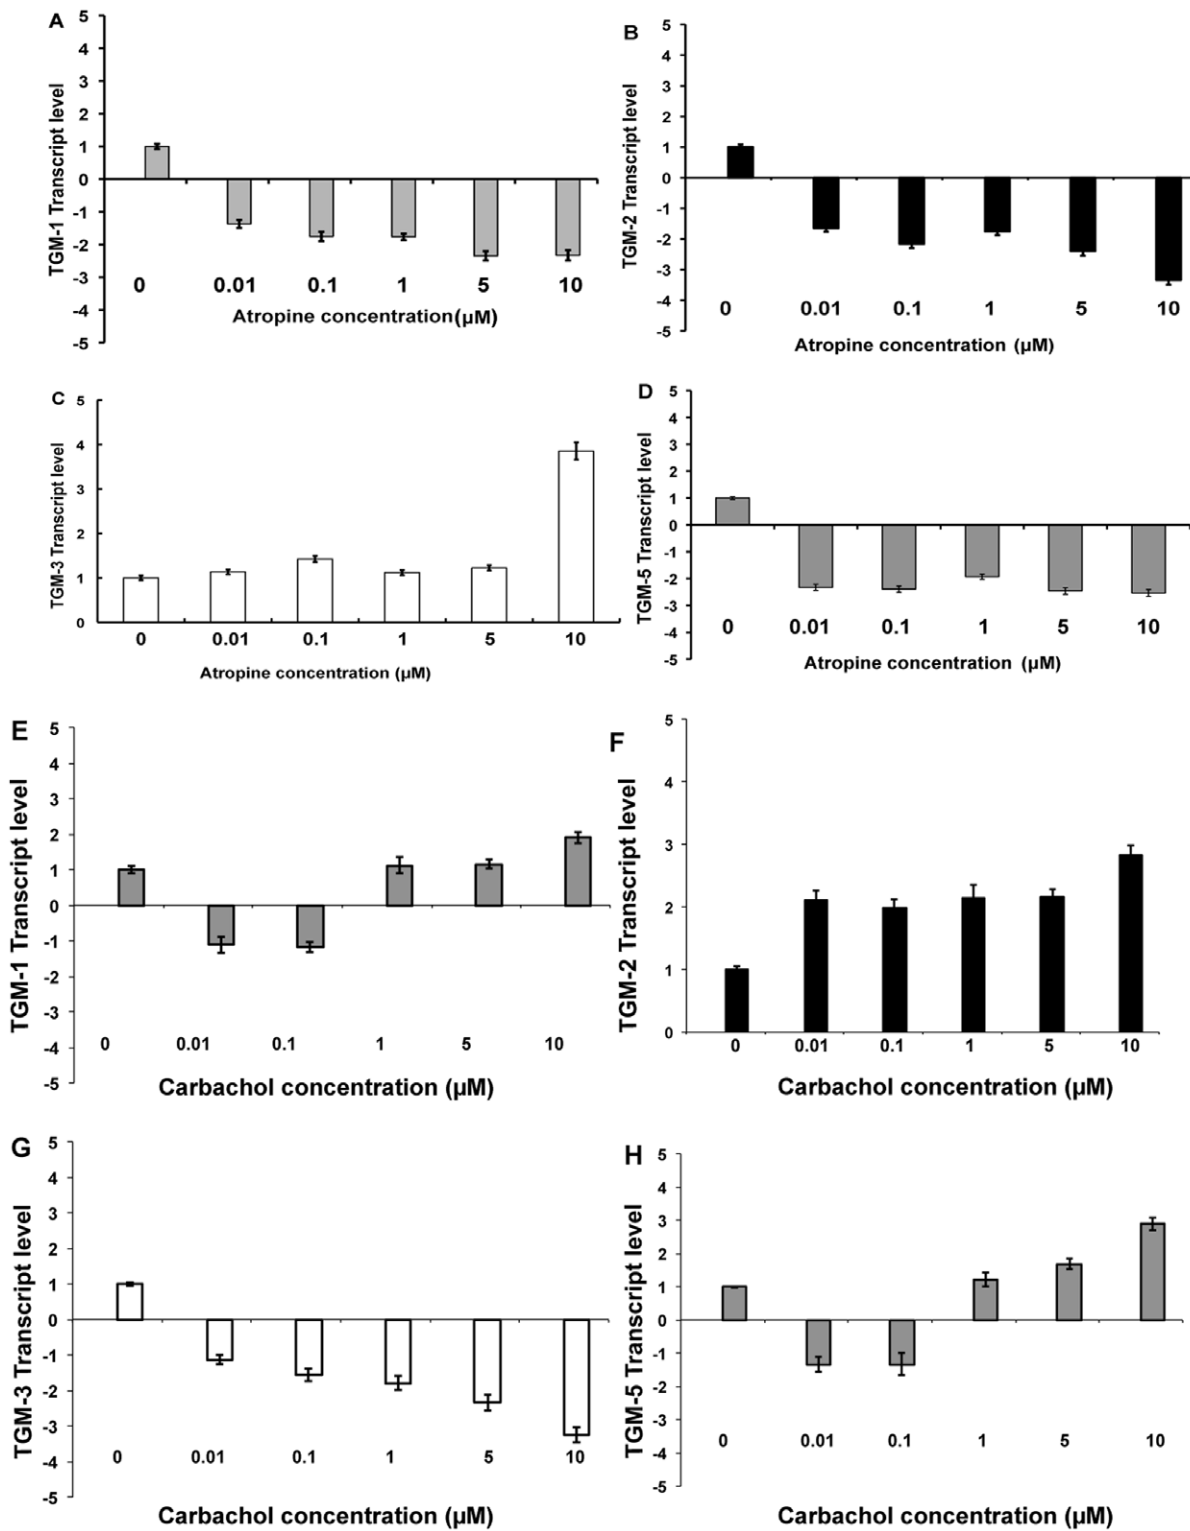 A
5
4
3
2
1
0
-1
-2
-3
-4
-5
TGM-1 Transcript level
0 0.01 0.1 1 5 10
Atropine concentration (µM)
B
5
4
3
2
1
0
-1
-2
-3
-4
-5
TGM-2 Transcript level
0 0.01 0.1 1 5 10
Atropine concentration (µM)
C
5
4
3
2
1
0
TGM-3 Transcript level
0 0.01 0.1 1 5 10
Atropine concentration (µM)
D
5
4
3
2
1
0
-1
-2
-3
-4
-5
TGM-5 Transcript level
0 0.01 0.1 1 5 10
Atropine concentration (µM)
E
5
4
3
2
1
0
-1
-2
-3
-4
-5
TGM-1 Transcript level
0 0.01 0.1 1 5 10
Carbachol concentration (µM)
F
5
4
3
2
1
0
TGM-2 Transcript level
0 0.01 0.1 1 5 10
Carbachol concentration (µM)
G
5
4
3
2
1
0
-1
-2
-3
-4
-5
TGM-3 Transcript level
0 0.01 0.1 1 5 10
Carbachol concentration (µM)
H
5
4
3
2
1
0
-1
-2
-3
-4
-5
TGM-5 Transcript level
0 0.01 0.1 1 5 10
Carbachol concentration (µM)